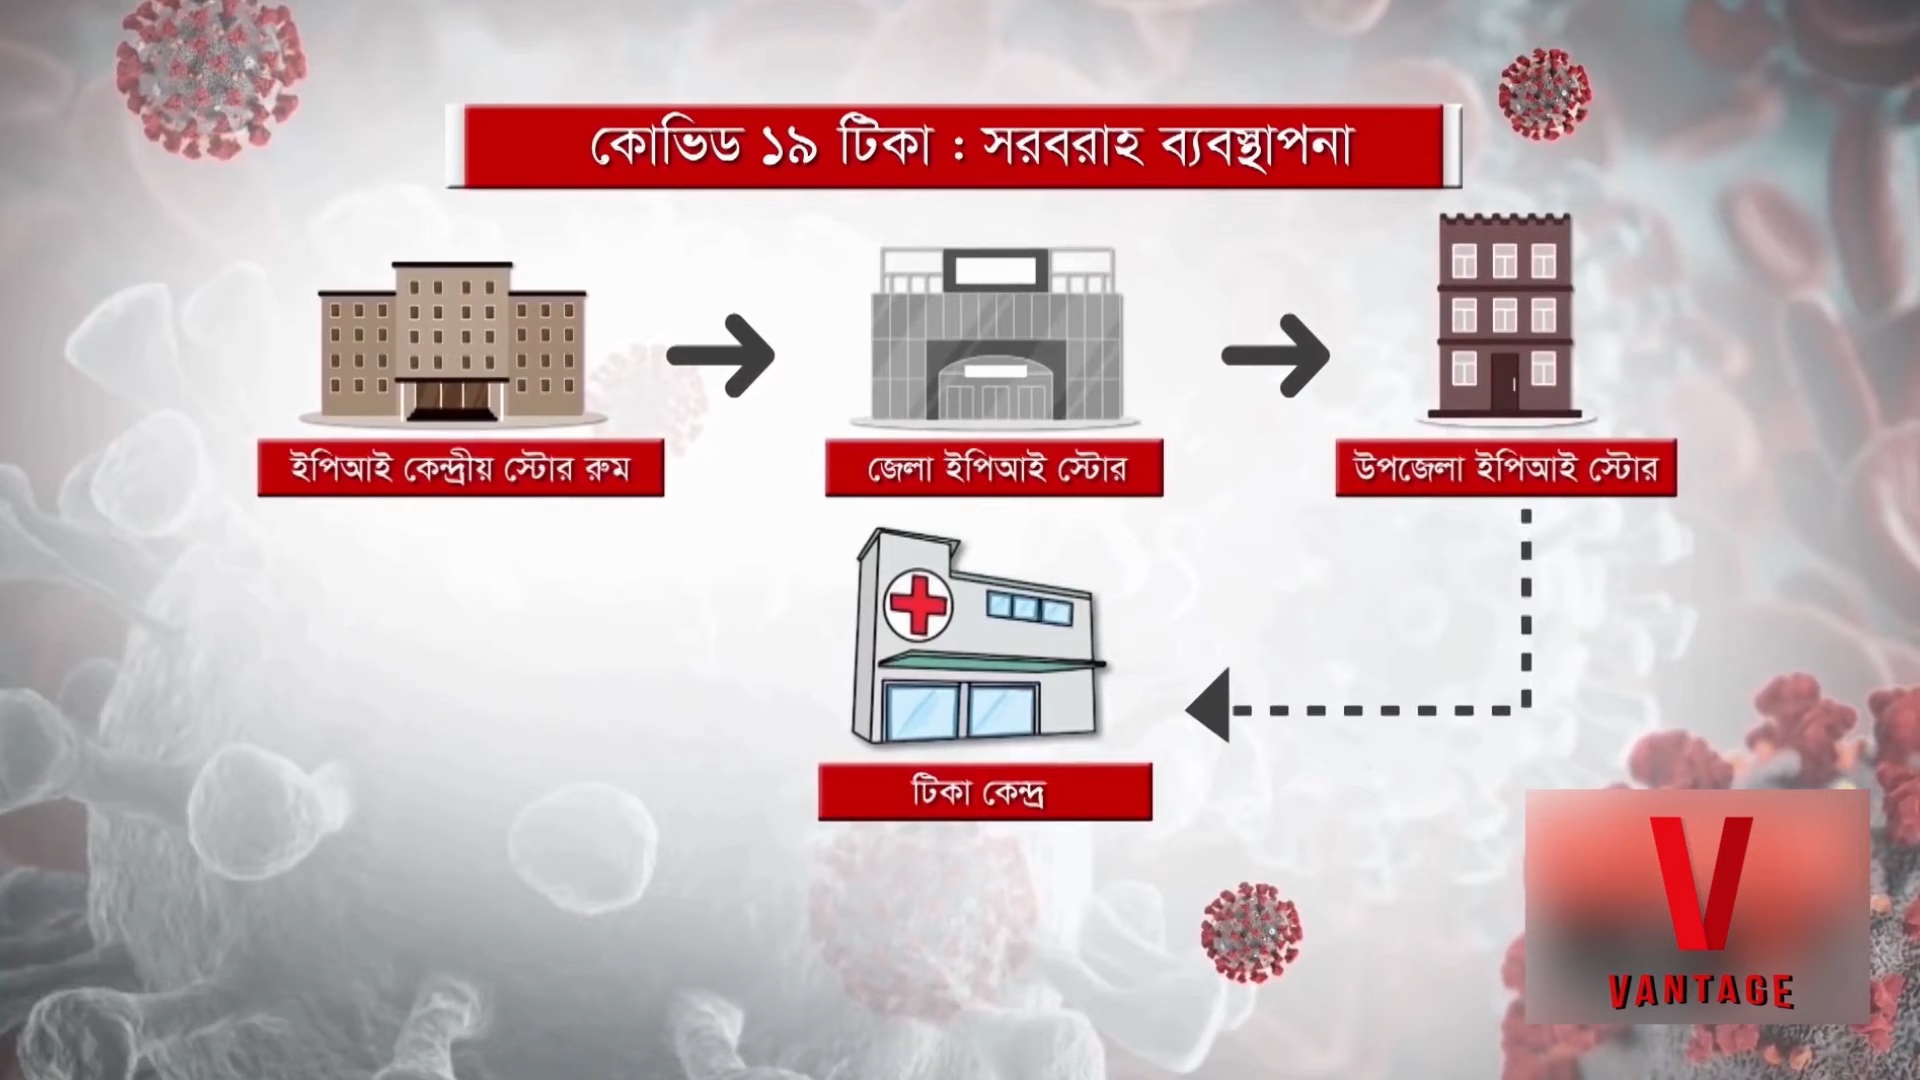 কোভিড ১৯ টিকা : সরবরাহ ব্যবস্থাপনা
ইপিআই কেন্দ্রীয় স্টোর রুম
জেলা ইপিআই স্টোর
উপজেলা ইপিআই স্টোর
টিকা কেন্দ্র
V
VANTAGE